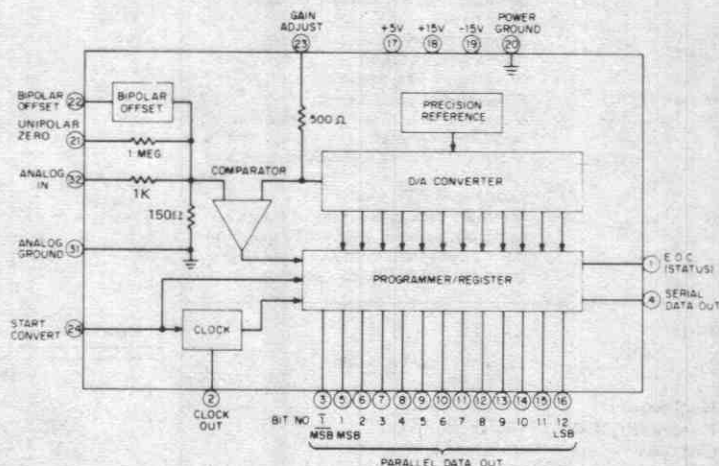 GAIN
ADJUST
23
+5V
17
+15V
18
-15V
19
POWER
GROUND
20
BIPOLAR
OFFSET
22
BIPOLAR
OFFSET
UNIPOLAR
ZERO
21
1 MEG
500 Ω
PRECISION
REFERENCE
ANALOG
IN
32
1K
COMPARATOR
D/A CONVERTER
150Ω
ANALOG
GROUND
31
PROGRAMMER/REGISTER
1
E O C
(STATUS)
4
SERIAL
DATA OUT
START
CONVERT
24
CLOCK
2
CLOCK
OUT
3 5 6 7 8 9 10 11 12 13 14 15 16
BIT NO 1 1 2 3 4 5 6 7 8 9 10 11 12
MSB MSB LSB
PARALLEL DATA OUT